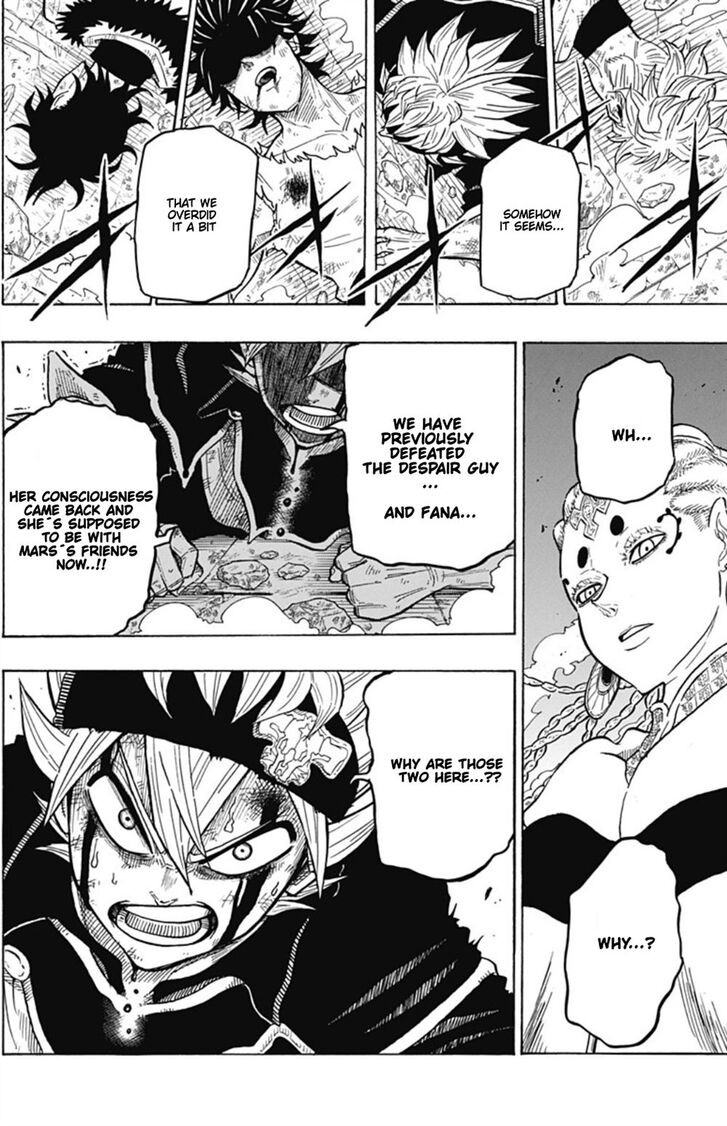 SOMEHOW
IT SEEMS...
THAT WE
OVERDID
IT A BIT
WH...
WHY...?
WE HAVE
PREVIOUSLY
DEFEATED
THE DESPAIR GUY
...
AND FANA...
HER CONSCIOUSNESS
CAME BACK AND
SHE´S SUPPOSED
TO BE WITH
MARS´S FRIENDS
NOW..!!
WHY ARE THOSE
TWO HERE...??